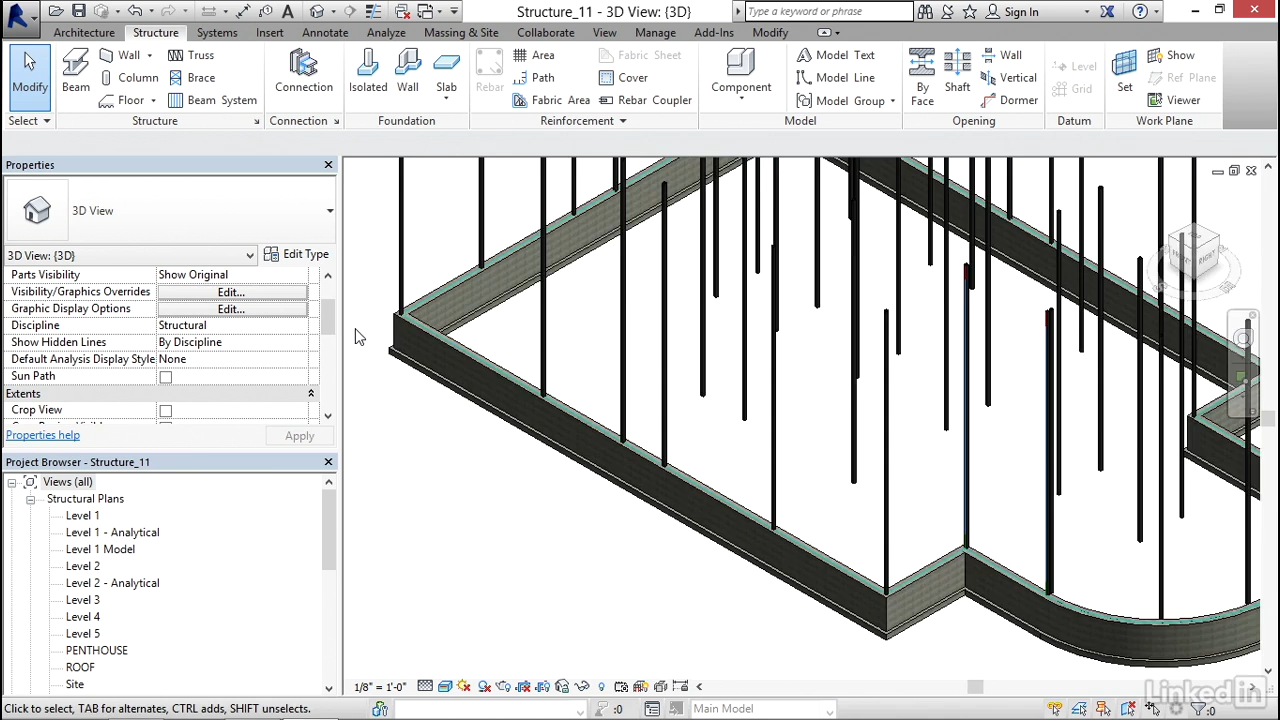 Structure_11 - 3D View: {3D}
Type a keyword or phrase
Sign In
Architecture Structure Systems Insert Annotate Analyze Massing & Site Collaborate View Manage Add-Ins Modify
Modify
Select
Beam
Wall
Column
Floor
Truss
Brace
Beam System
Structure
Connection
Connection
Isolated
Wall
Slab
Foundation
Rebar
Area
Path
Fabric Area
Fabric Sheet
Cover
Rebar Coupler
Reinforcement
Component
Model Text
Model Line
Model Group
Model
By Face
Shaft
Wall
Vertical
Dormer
Opening
Level
Grid
Datum
Set
Show
Ref Plane
Viewer
Work Plane
Properties
3D View
3D View: {3D}
Edit Type
Parts Visibility Show Original
Visibility/Graphics Overrides Edit...
Graphic Display Options Edit...
Discipline Structural
Show Hidden Lines By Discipline
Default Analysis Display Style None
Sun Path
Extents
Crop View
Properties help
Apply
Project Browser - Structure_11
Views (all)
Structural Plans
Level 1
Level 1 - Analytical
Level 1 Model
Level 2
Level 2 - Analytical
Level 3
Level 4
Level 5
PENTHOUSE
ROOF
Site
RIGHT
1/8" = 1'-0"
Click to select, TAB for alternates, CTRL adds, SHIFT unselects.
:0
Main Model
:0
Linked in